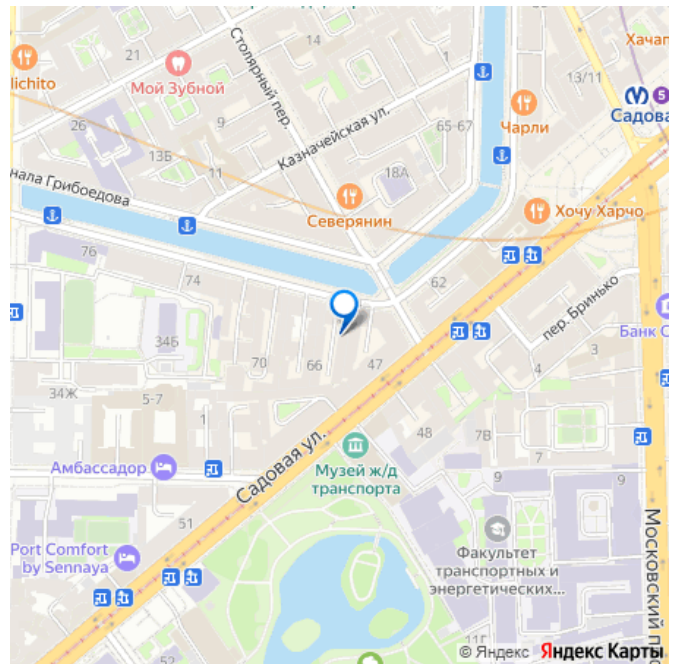 14
21
Столярный пер.
lichito
Мой Зубной
Хачап
13/11
5
Садова
26
9
13Б
11
Казначейская ул.
65-67
Чарли
18А
нала Грибоедова
Северянин
Хочу Харчо
76
74
62
пер. Бринько
34Б
Банк С
70
66
47
4
3
34Ж
5-7
1
48
7В
7
Садовая ул.
Амбассадор
Музей ж/д
транспорта
9
9
51
Port Comfort
by Sennaya
Факультет
транспортных и
энергетических...
Московский п
11Г
© Яндекс Яндекс Карты